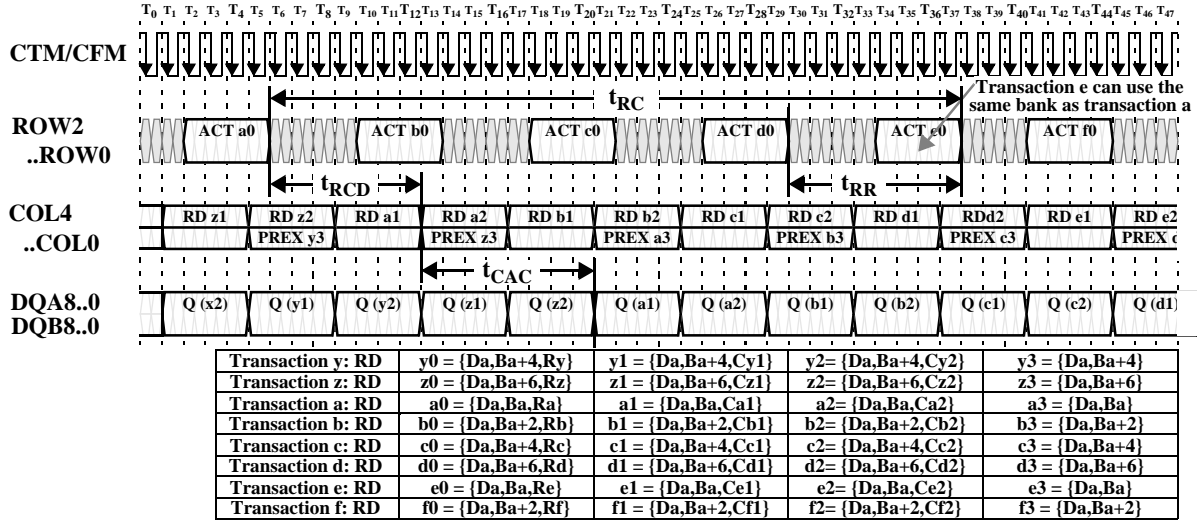 T0 T1 T2 T3 T4 T5 T6 T7 T8 T9 T10 T11 T12 T13 T14 T15 T16 T17 T18 T19 T20 T21 T22 T23 T24 T25 T26 T27 T28 T29 T30 T31 T32 T33 T34 T35 T36 T37 T38 T39 T40 T41 T42 T43 T44 T45 T46 T47
CTM/CFM
Transaction e can use the
same bank as transaction a
tRC
ROW2
..ROW0
ACT a0 ACT b0 ACT c0 ACT d0 ACT e0 ACT f0
tRCD tRR
COL4
..COL0
RD z1 RD z2 RD a1 RD a2 RD b1 RD b2 RD c1 RD c2 RD d1 RDd2 RD e1 RD e2
PREX y3 PREX z3 PREX a3 PREX b3 PREX c3 PREX d
tCAC
DQA8..0
DQB8..0
Q (x2) Q (y1) Q (y2) Q (z1) Q (z2) Q (a1) Q (a2) Q (b1) Q (b2) Q (c1) Q (c2) Q (d1)
Transaction y: RD y0 = {Da,Ba+4,Ry} y1 = {Da,Ba+4,Cy1} y2= {Da,Ba+4,Cy2} y3 = {Da,Ba+4}
Transaction z: RD z0 = {Da,Ba+6,Rz} z1 = {Da,Ba+6,Cz1} z2= {Da,Ba+6,Cz2} z3 = {Da,Ba+6}
Transaction a: RD a0 = {Da,Ba,Ra} a1 = {Da,Ba,Ca1} a2= {Da,Ba,Ca2} a3 = {Da,Ba}
Transaction b: RD b0 = {Da,Ba+2,Rb} b1 = {Da,Ba+2,Cb1} b2= {Da,Ba+2,Cb2} b3 = {Da,Ba+2}
Transaction c: RD c0 = {Da,Ba+4,Rc} c1 = {Da,Ba+4,Cc1} c2= {Da,Ba+4,Cc2} c3 = {Da,Ba+4}
Transaction d: RD d0 = {Da,Ba+6,Rd} d1 = {Da,Ba+6,Cd1} d2= {Da,Ba+6,Cd2} d3 = {Da,Ba+6}
Transaction e: RD e0 = {Da,Ba,Re} e1 = {Da,Ba,Ce1} e2= {Da,Ba,Ce2} e3 = {Da,Ba}
Transaction f: RD f0 = {Da,Ba+2,Rf} f1 = {Da,Ba+2,Cf1} f2= {Da,Ba+2,Cf2} f3 = {Da,Ba+2}